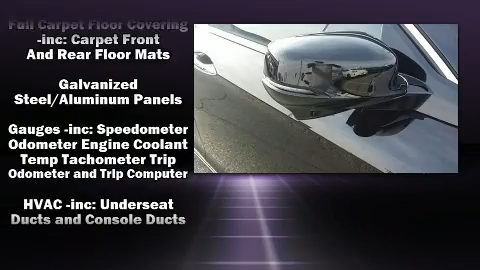 Full Carpet Floor Covering
-inc: Carpet Front
And Rear Floor Mats
Galvanized
Steel/Aluminum Panels
Gauges -inc: Speedometer
Odometer Engine Coolant
Temp Tachometer Trip
Odometer and Trip Computer
HVAC -inc: Underseat
Ducts and Console Ducts